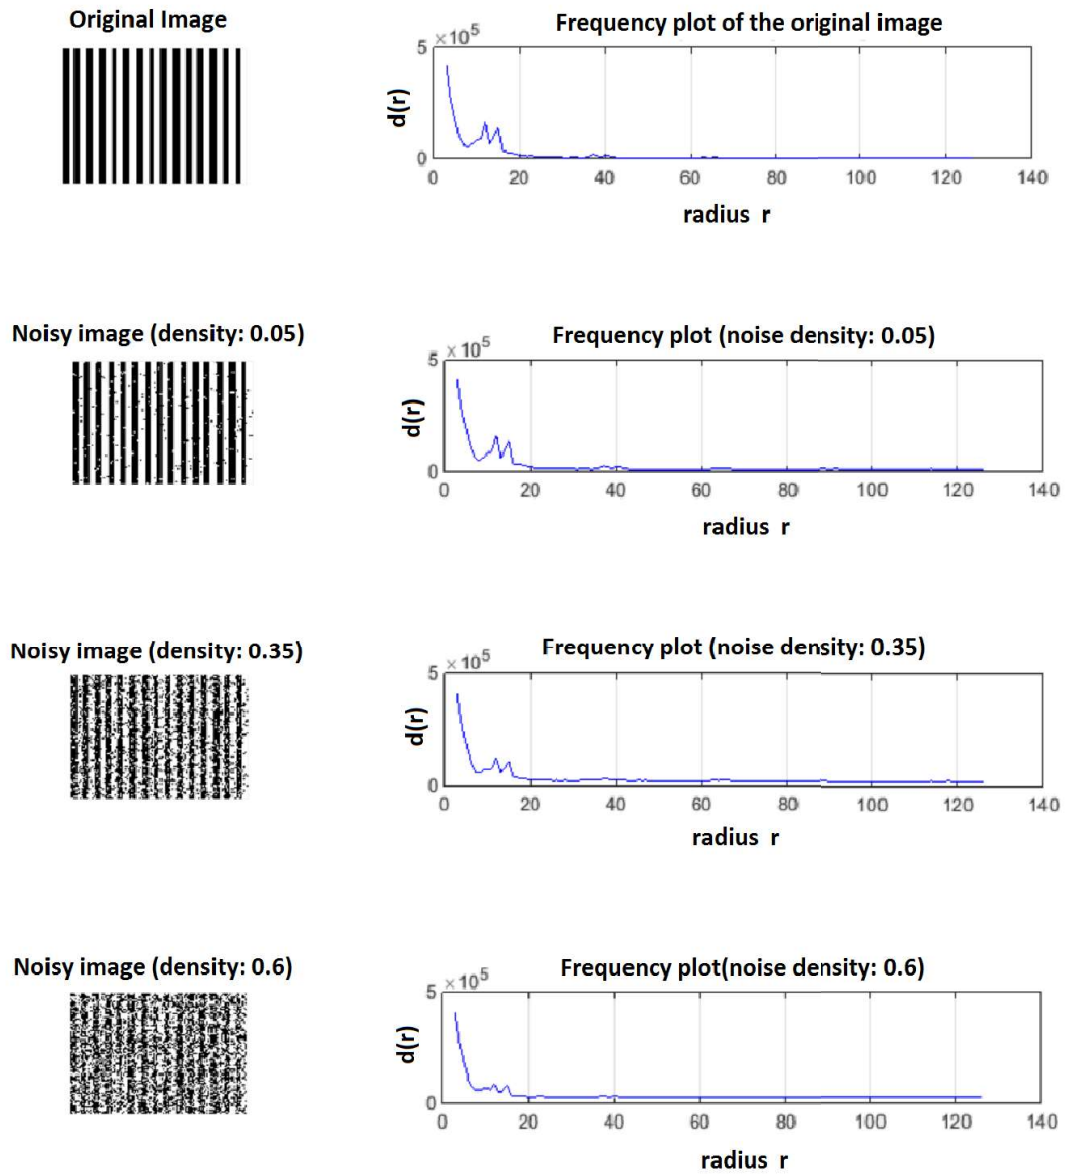 Original Image
Frequency plot of the original image
×10^5
5
0
d(r)
0 20 40 60 80 100 120 140
radius r
Noisy image (density: 0.05)
Frequency plot (noise density: 0.05)
×10^5
5
0
d(r)
0 20 40 60 80 100 120 140
radius r
Noisy image (density: 0.35)
Frequency plot (noise density: 0.35)
×10^5
5
0
d(r)
0 20 40 60 80 100 120 140
radius r
Noisy image (density: 0.6)
Frequency plot(noise density: 0.6)
×10^5
5
0
d(r)
0 20 40 60 80 100 120 140
radius r